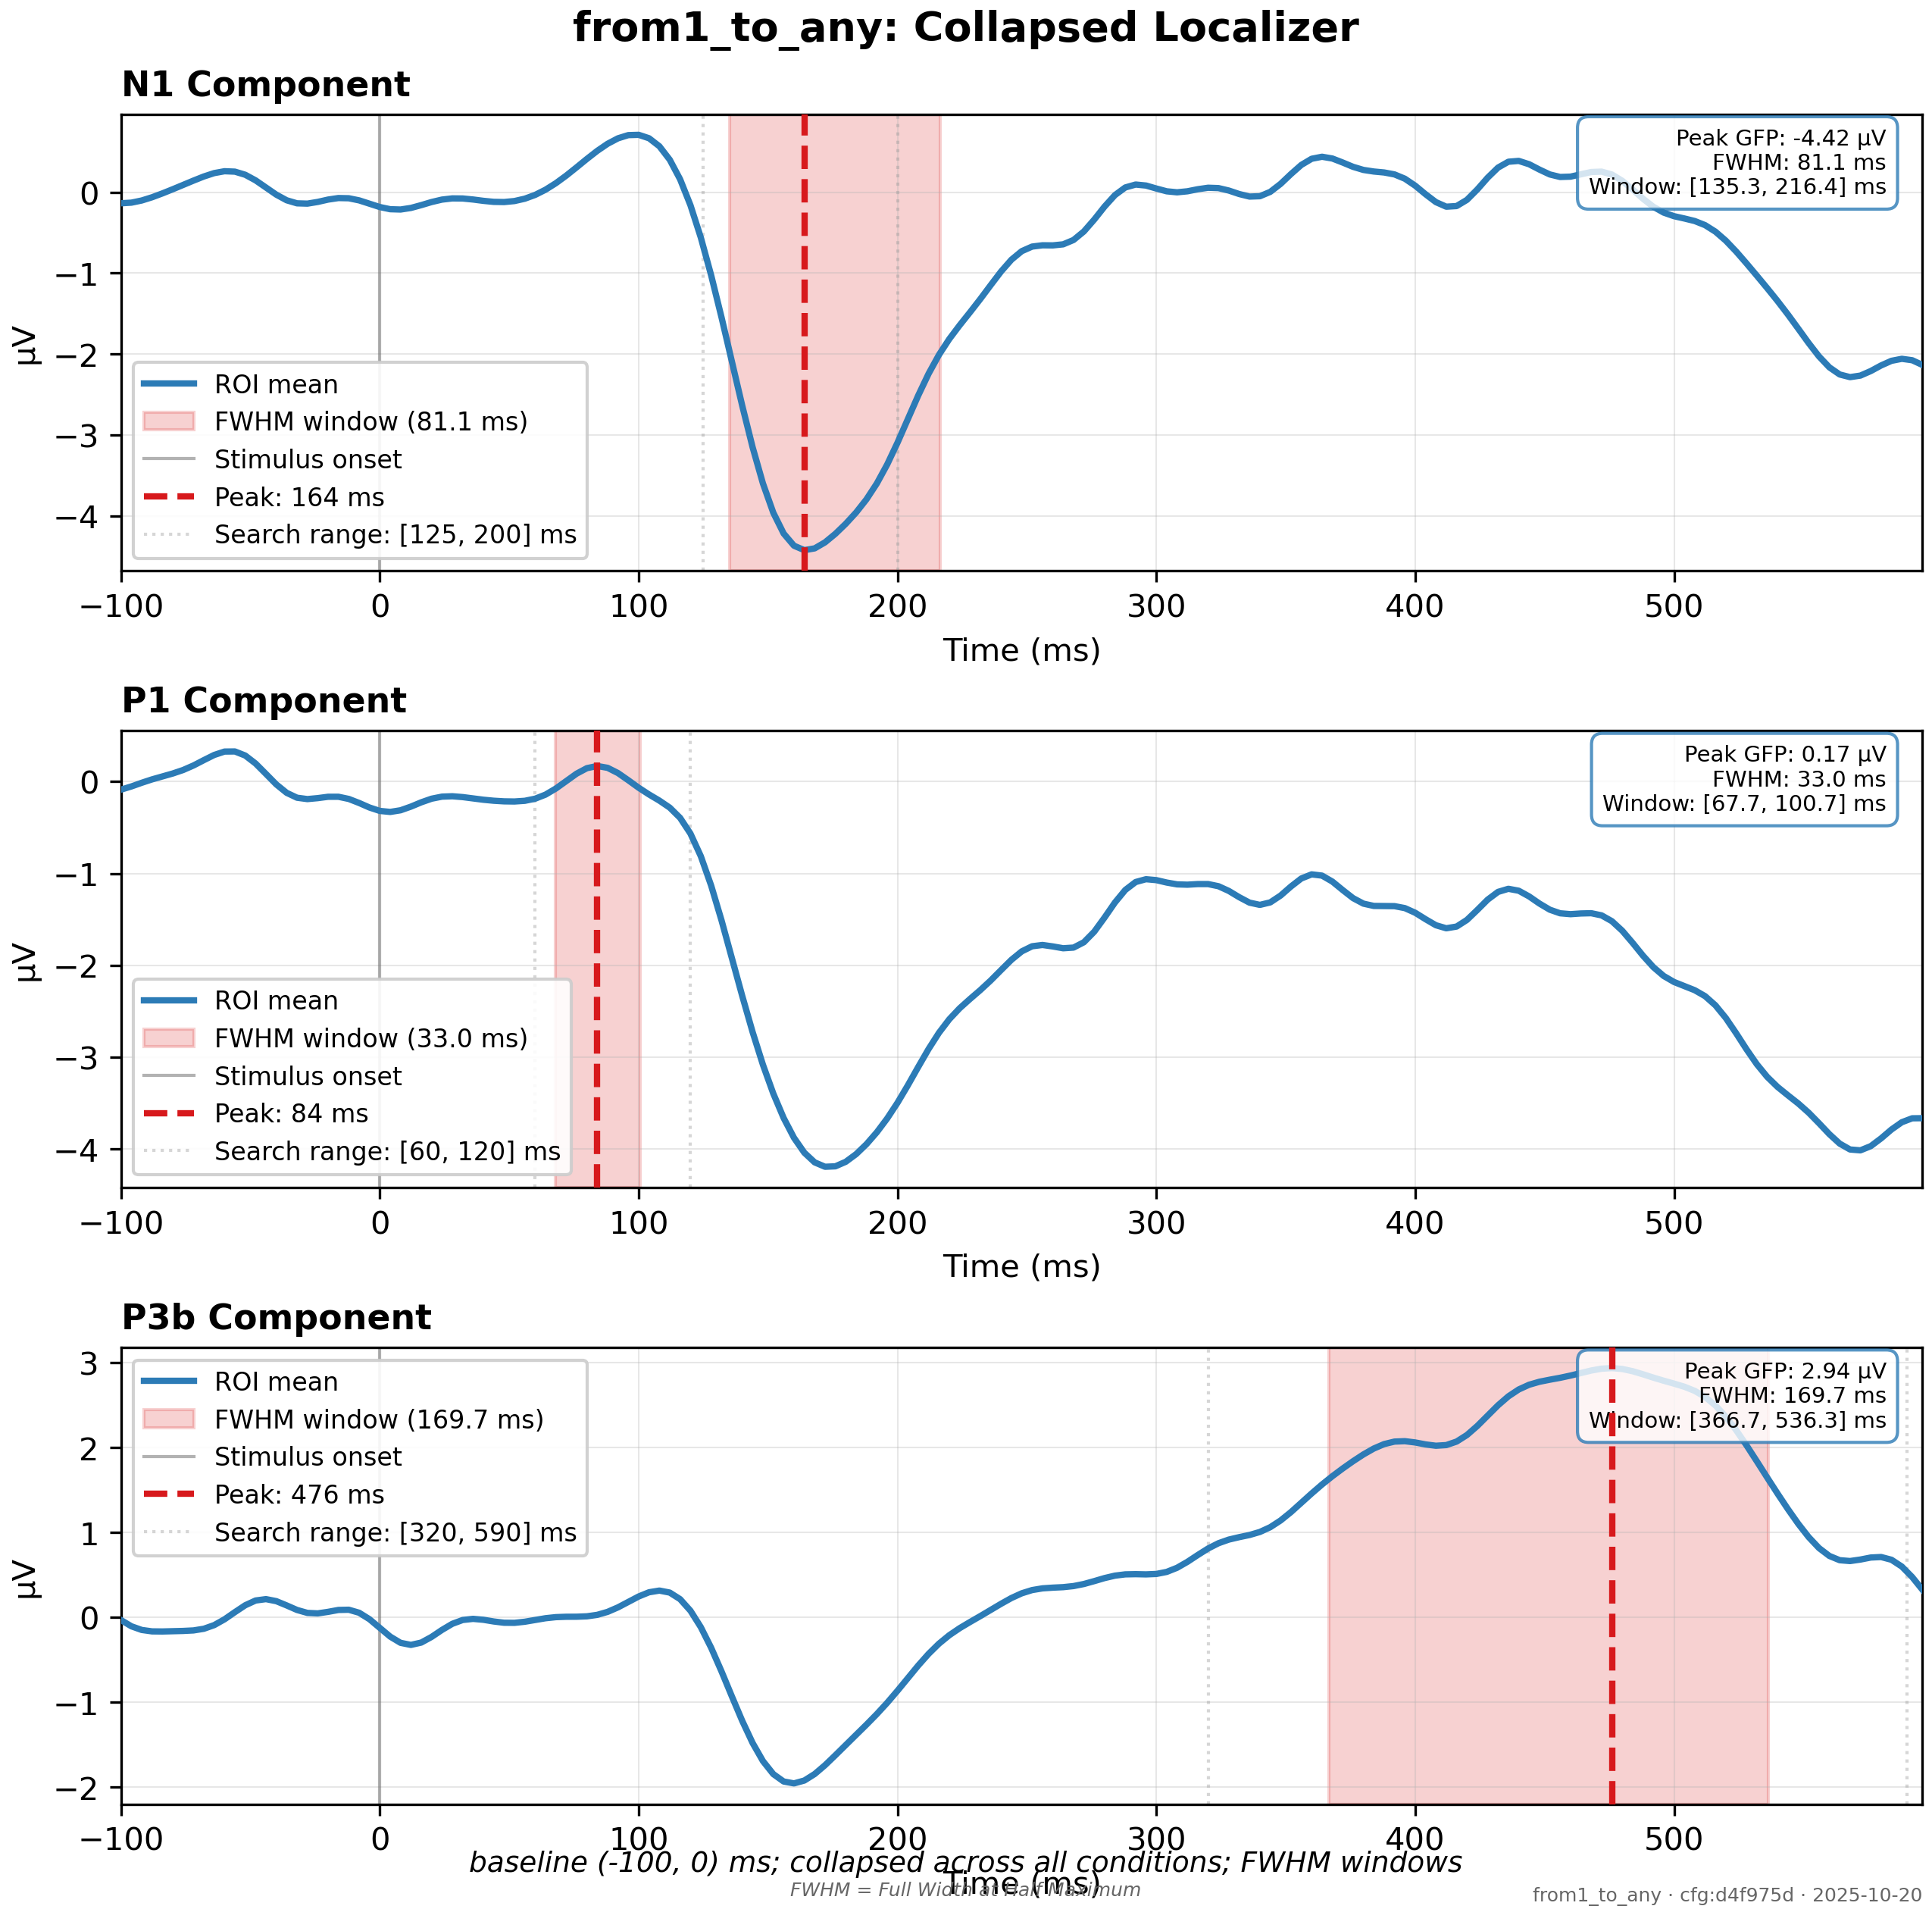 from1_to_any: Collapsed Localizer
N1 Component
Peak GFP: -4.42 µV
FWHM: 81.1 ms
Window: [135.3, 216.4] ms
0
−1
−2
−3
−4
µV
ROI mean
FWHM window (81.1 ms)
Stimulus onset
Peak: 164 ms
Search range: [125, 200] ms
−100 0 100 200 300 400 500
Time (ms)
P1 Component
Peak GFP: 0.17 µV
FWHM: 33.0 ms
Window: [67.7, 100.7] ms
0
−1
−2
−3
−4
µV
ROI mean
FWHM window (33.0 ms)
Stimulus onset
Peak: 84 ms
Search range: [60, 120] ms
−100 0 100 200 300 400 500
Time (ms)
P3b Component
Peak GFP: 2.94 µV
FWHM: 169.7 ms
Window: [366.7, 536.3] ms
3
2
1
0
−1
−2
µV
ROI mean
FWHM window (169.7 ms)
Stimulus onset
Peak: 476 ms
Search range: [320, 590] ms
−100 0 100 200 300 400 500
baseline (-100, 0) ms; collapsed across all conditions; FWHM windows
Time (ms)
FWHM = Full Width at Half Maximum
from1_to_any · cfg:d4f975d · 2025-10-20